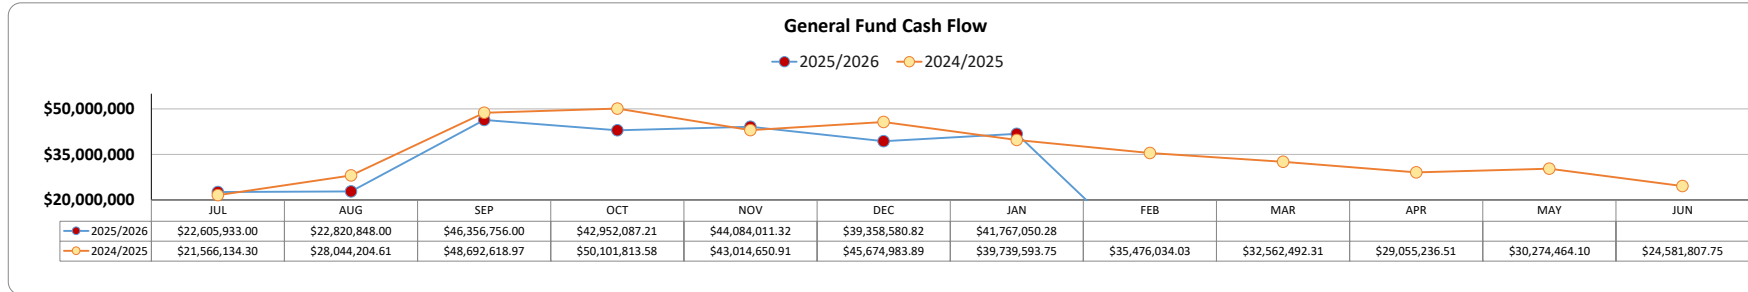 General Fund Cash Flow
2025/2026 2024/2025
$50,000,000
$35,000,000
$20,000,000
JUL AUG SEP OCT NOV DEC JAN FEB MAR APR MAY JUN
2025/2026 $22,605,933.00 $22,820,848.00 $46,356,756.00 $42,952,087.21 $44,084,011.32 $39,358,580.82 $41,767,050.28
2024/2025 $21,566,134.30 $28,044,204.61 $48,692,618.97 $50,101,813.58 $43,014,650.91 $45,674,983.89 $39,739,593.75 $35,476,034.03 $32,562,492.31 $29,055,236.51 $30,274,464.10 $24,581,807.75